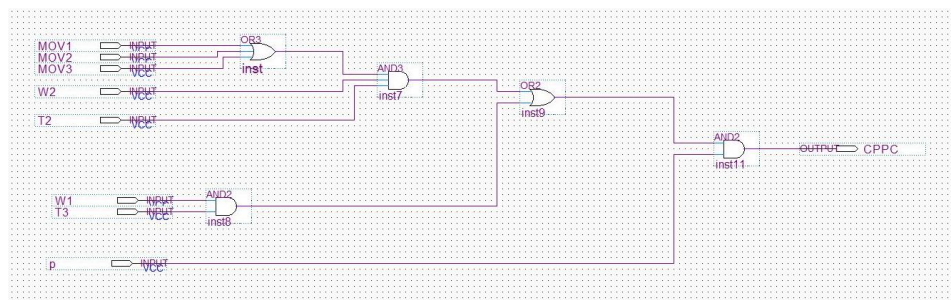 OR3
MOV1 INPUT
MOV2 INPUT
MOV3 INPUT
VCC
inst
AND3
W2 INPUT
VCC
inst7
OR2
T2 INPUT
VCC
inst9
AND2
OUTPUT CPPC
inst11
AND2
W1 INPUT
T3 INPUT
VCC
inst8
p INPUT
VCC